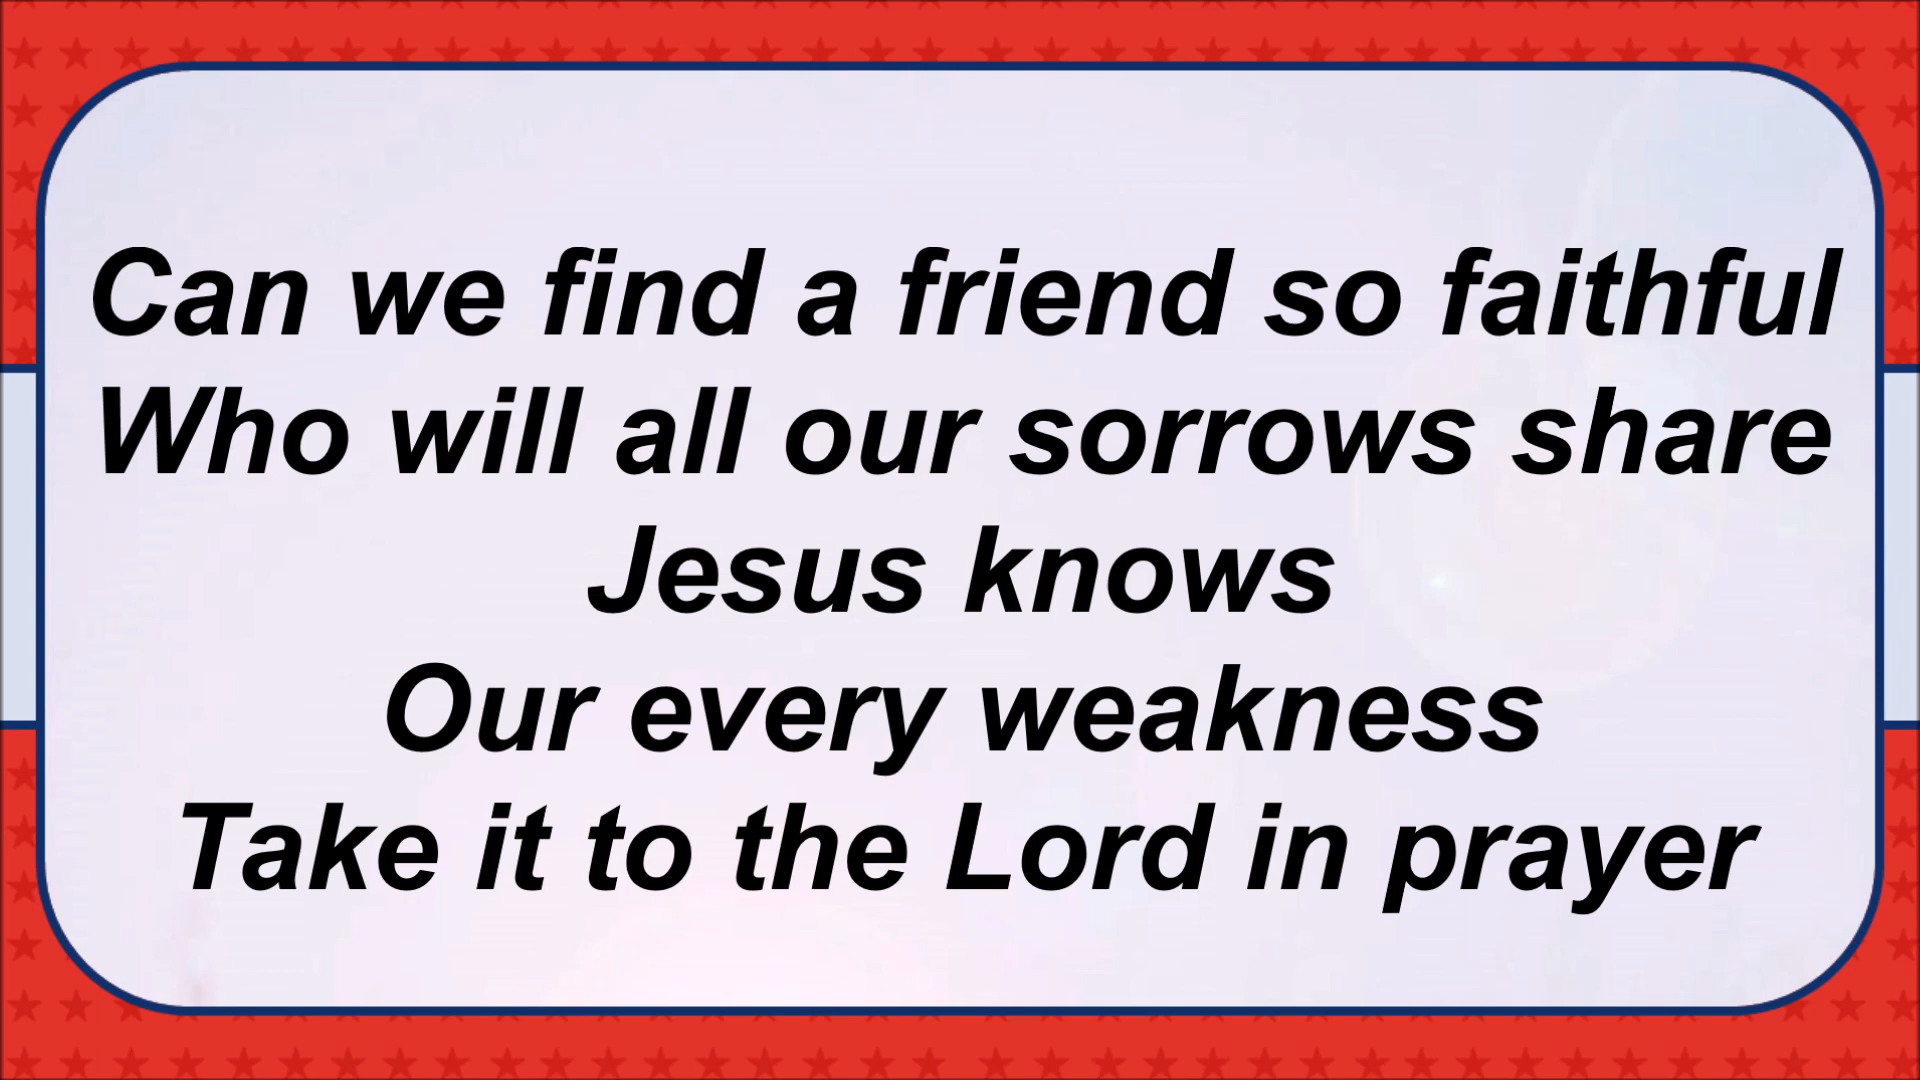 Can we find a friend so faithful
Who will all our sorrows share
Jesus knows
Our every weakness
Take it to the Lord in prayer